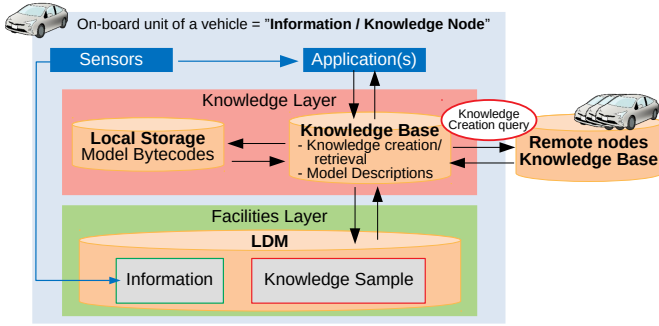 On-board unit of a vehicle = "Information / Knowledge Node"
Sensors
Application(s)
Knowledge Layer
Knowledge
Creation query
Local Storage
Model Bytecodes
Knowledge Base
- Knowledge creation/
retrieval
- Model Descriptions
Remote nodes
Knowledge Base
Facilities Layer
LDM
Information
Knowledge Sample